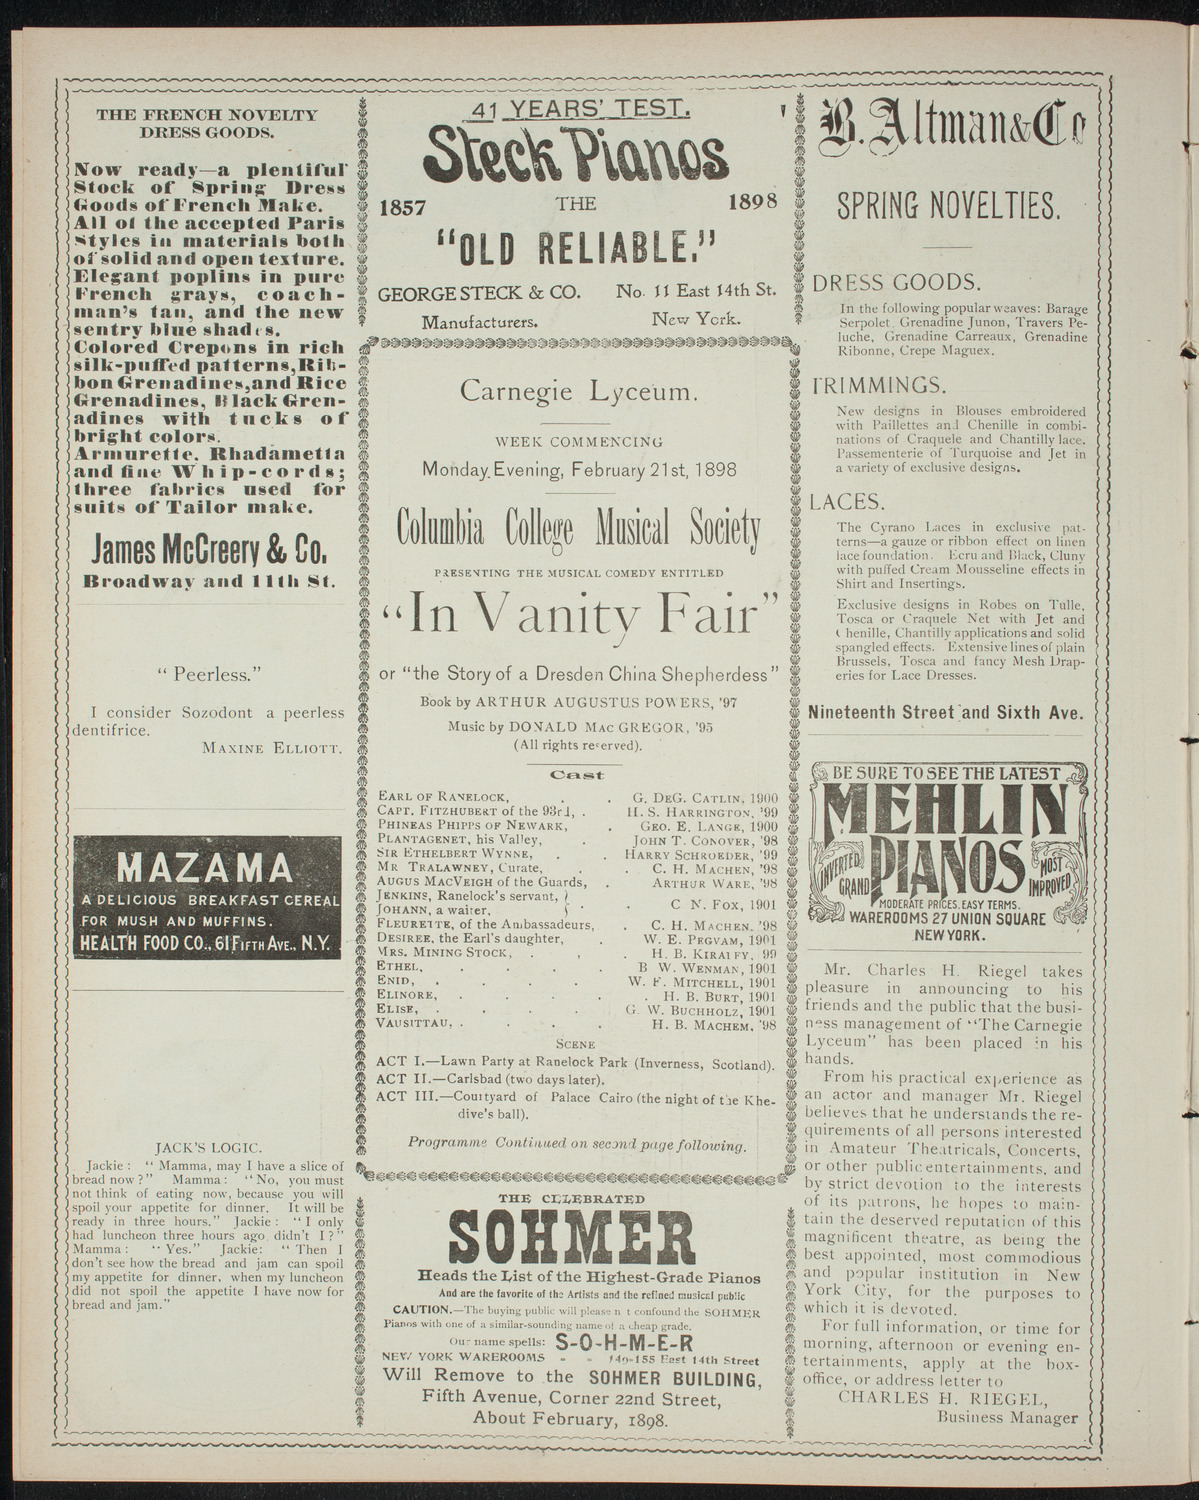 THE FRENCH NOVELTY
DRESS GOODS.
Now ready—a plentiful
Stock of Spring Dress
Goods of French Make.
All of the accepted Paris
Styles in materials both
of solid and open texture.
Elegant poplins in pure
French grays, coach-
man's tan, and the new
sentry blue shades.
Colored Crepons in rich
silk-puffed patterns, Rib-
bon Grenadines, and Rice
Grenadines, Black Gren-
adines with tucks of
bright colors.
Armurette, Rhadametta
and fine Whip-cords;
three fabrics used for
suits of Tailor make.
James McCreery & Co.
Broadway and 11th St.
"Peerless."
I consider Sozodont a peerless
dentifrice.
MAXINE ELLIOTT.
MAZAMA
A DELICIOUS BREAKFAST CEREAL
FOR MUSH AND MUFFINS.
HEALTH FOOD CO., 61 FIFTH AVE., N.Y.
JACK'S LOGIC.
Jackie: "Mamma, may I have a slice of
bread now?" Mamma: "No, you must
not think of eating now, because you will
spoil your appetite for dinner. It will be
ready in three hours." Jackie: "I only
had luncheon three hours ago didn't I?"
Mamma: "Yes." Jackie: "Then I
don't see how the bread and jam can spoil
my appetite for dinner, when my luncheon
did not spoil the appetite I have now for
bread and jam."
41 YEARS' TEST.
Steck Pianos
1857 THE 1898
"OLD RELIABLE."
GEORGE STECK & CO. No. 11 East 14th St.
Manufacturers. New York.
Carnegie Lyceum.
WEEK COMMENCING
Monday Evening, February 21st, 1898
Columbia College Musical Society
PRESENTING THE MUSICAL COMEDY ENTITLED
"In Vanity Fair"
or "the Story of a Dresden China Shepherdess"
Book by ARTHUR AUGUSTUS POWERS, '97
Music by DONALD MAC GREGOR, '95
(All rights reserved).
Cast
EARL OF RANELOCK, . . G. DEG. CATLIN, 1900
CAPT. FITZHUBERT of the 93rd, . H. S. HARRINGTON, '99
PHINEAS PHIPPS OF NEWARK, . GEO. E. LANGE, 1900
PLANTAGENET, his Valley, . JOHN T. CONOVER, '98
SIR ETHELBERT WYNNE, . . HARRY SCHROEDER, '99
MR TRALAWNEY, Curate, . . C. H. MACHEN, '98
AUGUS MACVEIGH of the Guards, . ARTHUR WARE, '98
JENKINS, Ranelock's servant, }
JOHANN, a waiter, } . . C N. FOX, 1901
FLEURETTE, of the Ambassadeurs, . C. H. MACHEN, '98
DESIREE, the Earl's daughter, . W. E. PEGVAM, 1901
MRS. MINING STOCK, . , . H. B. KIRALFY, 99
ETHEL, . . . . B W. WENMAN, 1901
ENID, . . . . W. F. MITCHELL, 1901
ELINORE, . . . . . H. B. BURT, 1901
ELISE, . . . . G. W. BUCHHOLZ, 1901
VAUSITTAU, . . . . H. B. MACHEM, '98
SCENE
ACT I.—Lawn Party at Ranelock Park (Inverness, Scotland).
ACT II.—Carlsbad (two days later).
ACT III.—Courtyard of Palace Cairo (the night of the Khe-
dive's ball).
Programme Continued on second page following.
THE CELEBRATED
SOHMER
Heads the List of the Highest-Grade Pianos
And are the favorite of the Artists and the refined musical public
CAUTION.—The buying public will please n t confound the SOHMER
Pianos with one of a similar-sounding name of a cheap grade.
Our name spells: S-O-H-M-E-R
NEW YORK WAREROOMS - - 149-155 East 14th Street
Will Remove to the SOHMER BUILDING,
Fifth Avenue, Corner 22nd Street,
About February, 1898.
B. Altman & Co
SPRING NOVELTIES.
DRESS GOODS.
In the following popular weaves: Barage
Serpolet, Grenadine Junon, Travers Pe-
luche, Grenadine Carreaux, Grenadine
Ribonne, Crepe Maguex.
TRIMMINGS.
New designs in Blouses embroidered
with Paillettes and Chenille in combi-
nations of Craquele and Chantilly lace.
Passementerie of Turquoise and Jet in
a variety of exclusive designs.
LACES.
The Cyrano Laces in exclusive pat-
terns—a gauze or ribbon effect on linen
lace foundation. Ecru and Black, Cluny
with puffed Cream Mousseline effects in
Shirt and Insertings.
Exclusive designs in Robes on Tulle,
Tosca or Craquele Net with Jet and
Chenille, Chantilly applications and solid
spangled effects. Extensive lines of plain
Brussels, Tosca and fancy Mesh Drap-
eries for Lace Dresses.
Nineteenth Street and Sixth Ave.
BE SURE TO SEE THE LATEST
MEHLIN
INVERTED GRAND PIANOS MOST IMPROVED
MODERATE PRICES. EASY TERMS.
WAREROOMS 27 UNION SQUARE
NEW YORK.
Mr. Charles H. Riegel takes
pleasure in announcing to his
friends and the public that the busi-
ness management of "The Carnegie
Lyceum" has been placed in his
hands.
From his practical experience as
an actor and manager Mr. Riegel
believes that he understands the re-
quirements of all persons interested
in Amateur Theatricals, Concerts,
or other public entertainments, and
by strict devotion to the interests
of its patrons, he hopes to main-
tain the deserved reputation of this
magnificent theatre, as being the
best appointed, most commodious
and popular institution in New
York City, for the purposes to
which it is devoted.
For full information, or time for
morning, afternoon or evening en-
tertainments, apply at the box-
office, or address letter to
CHARLES H. RIEGEL,
Business Manager